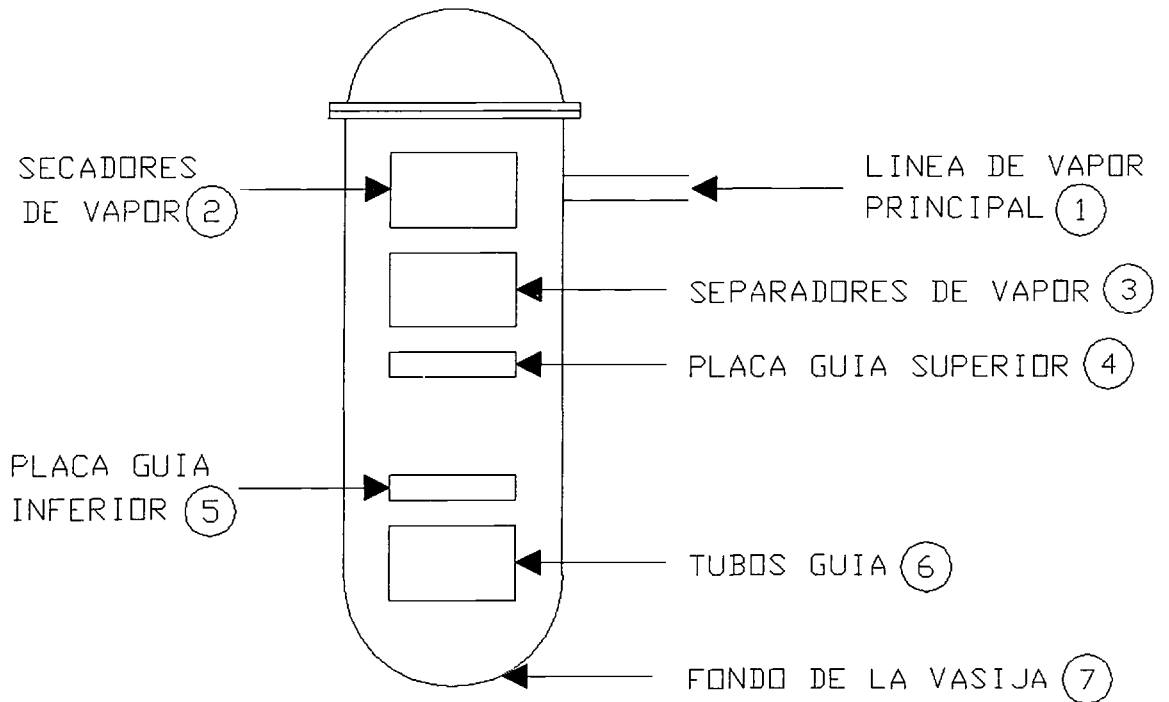 SECADORES
DE VAPOR 2
LINEA DE VAPOR
PRINCIPAL 1
SEPARADORES DE VAPOR 3
PLACA GUIA SUPERIOR 4
PLACA GUIA
INFERIOR 5
TUBOS GUIA 6
FONDO DE LA VASIJA 7